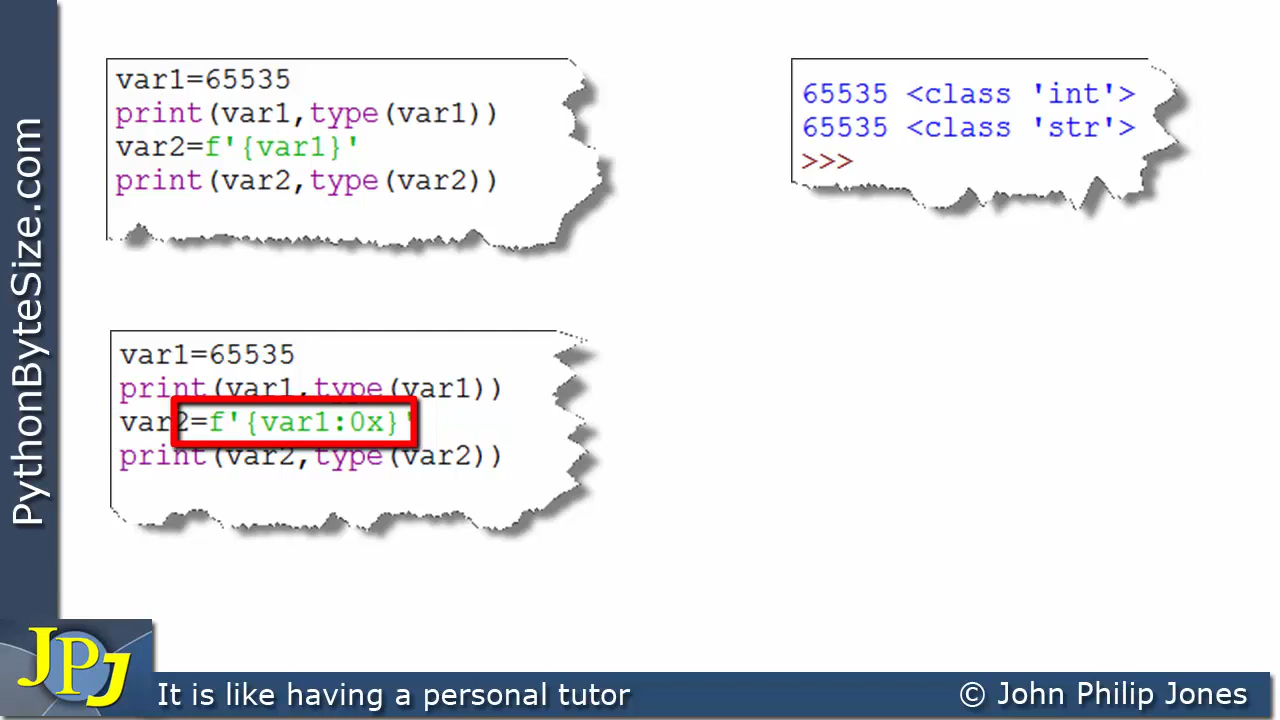 PythonByteSize.com
var1=65535
print(var1,type(var1))
var2=f'{var1}'
print(var2,type(var2))
65535 <class 'int'>
65535 <class 'str'>
>>>
var1=65535
print(var1,type(var1))
var2=f'{var1:0x}'
print(var2,type(var2))
JPJ
It is like having a personal tutor
© John Philip Jones